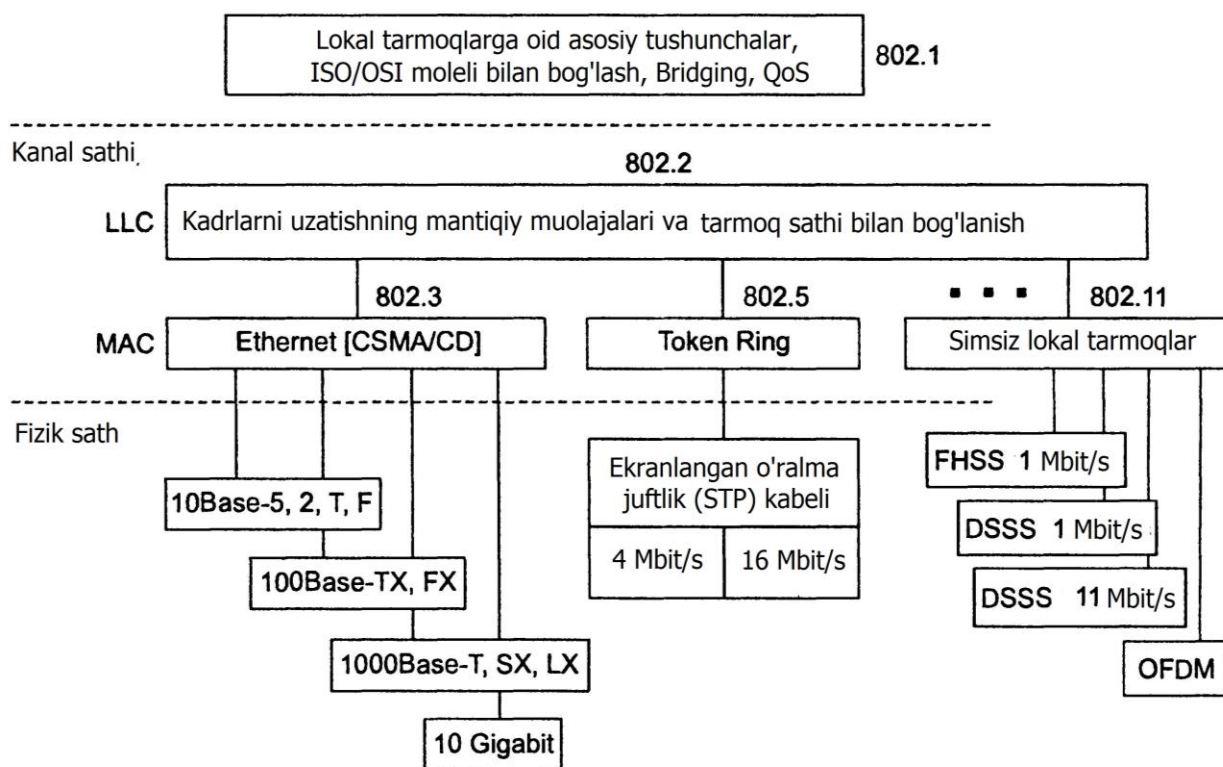 Lokal tarmoqlarga oid asosiy tushunchalar,
ISO/OSI moleli bilan bog'lash, Bridging, QoS
802.1
Kanal sathi
802.2
LLC
Kadrlarni uzatishning mantiqiy muolajalari va tarmoq sathi bilan bog'lanish
802.3
802.5
802.11
MAC
Ethernet [CSMA/CD]
Token Ring
Simsiz lokal tarmoqlar
Fizik sath
10Base-5, 2, T, F
100Base-TX, FX
1000Base-T, SX, LX
10 Gigabit
Ekranlangan o'ralma
juftlik (STP) kabeli
4 Mbit/s
16 Mbit/s
FHSS 1 Mbit/s
DSSS 1 Mbit/s
DSSS 11 Mbit/s
OFDM